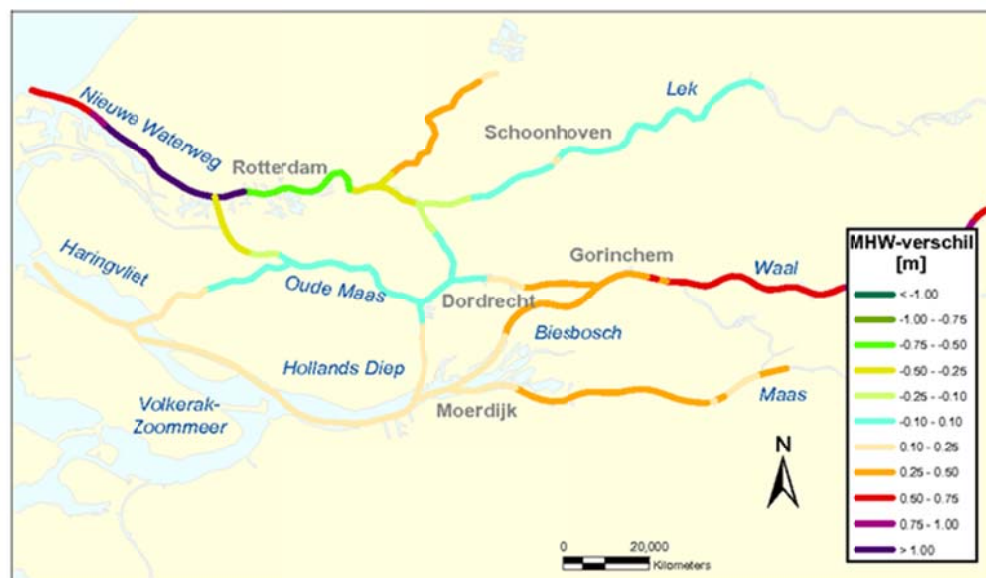 Nieuwe Waterweg
Rotterdam
Schoonhoven
Lek
Haringvliet
Oude Maas
Dordrecht
Gorinchem
Waal
Biesbosch
Hollands Diep
Volkerak-
Zoommeer
Moerdijk
Maas
N
0 20,000
Kilometers
MHW-verschil
[m]
< -1.00
-1.00 - -0.75
-0.75 - -0.50
-0.50 - -0.25
-0.25 - -0.10
-0.10 - 0.10
0.10 - 0.25
0.25 - 0.50
0.50 - 0.75
0.75 - 1.00
> 1.00